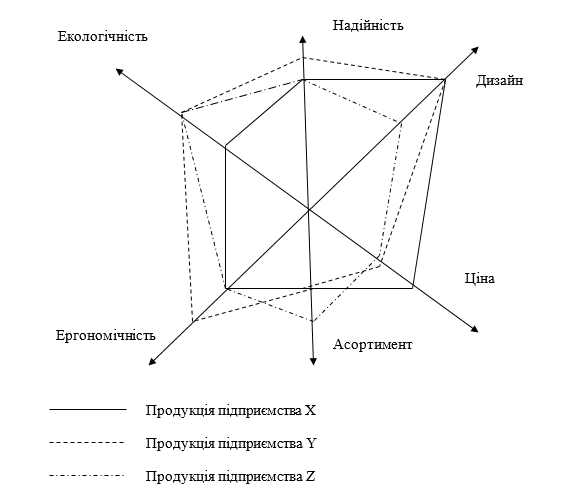 Надійність
Екологічність
Дизайн
Ціна
Ергономічність
Асортимент
Продукція підприємства X
Продукція підприємства Y
Продукція підприємства Z